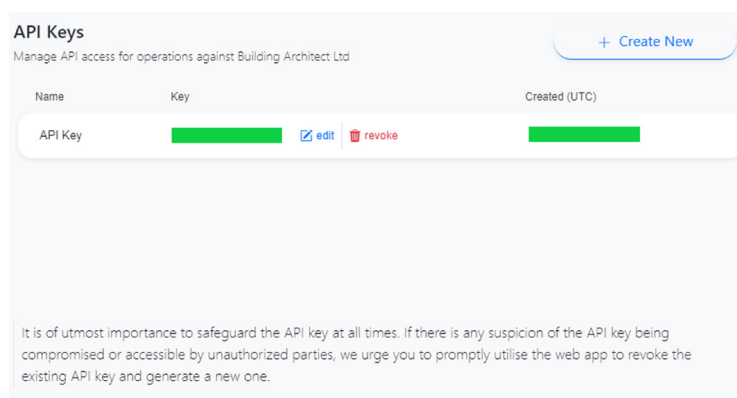 API Keys
Manage API access for operations against Building Architect Ltd
+ Create New
Name Key Created (UTC)
API Key edit revoke
It is of utmost importance to safeguard the API key at all times. If there is any suspicion of the API key being
compromised or accessible by unauthorized parties, we urge you to promptly utilise the web app to revoke the
existing API key and generate a new one.